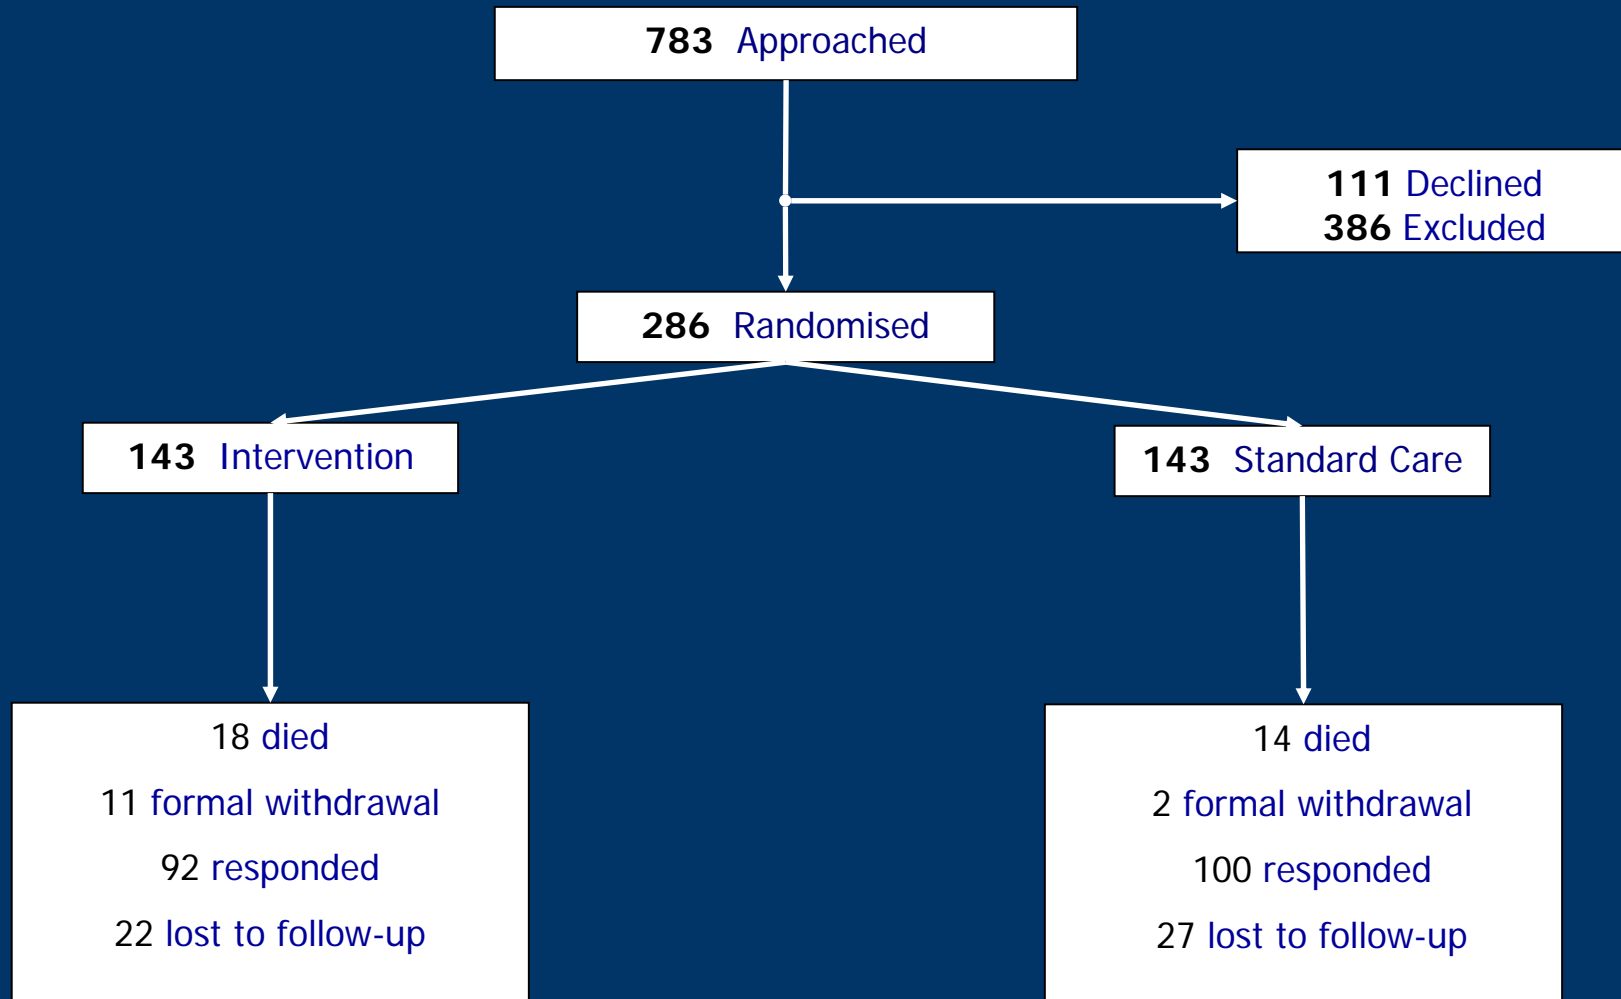 783 Approached
111 Declined
386 Excluded
286 Randomised
143 Intervention
143 Standard Care
18 died
11 formal withdrawal
92 responded
22 lost to follow-up
14 died
2 formal withdrawal
100 responded
27 lost to follow-up